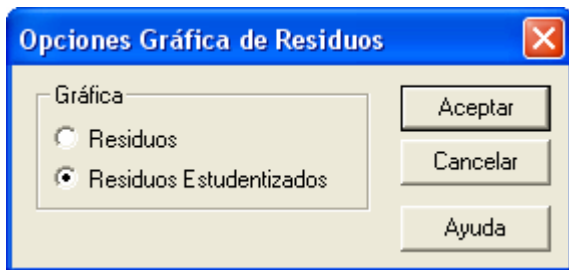 Opciones Gráfica de Residuos
Gráfica
Residuos
Residuos Estudentizados
Aceptar
Cancelar
Ayuda